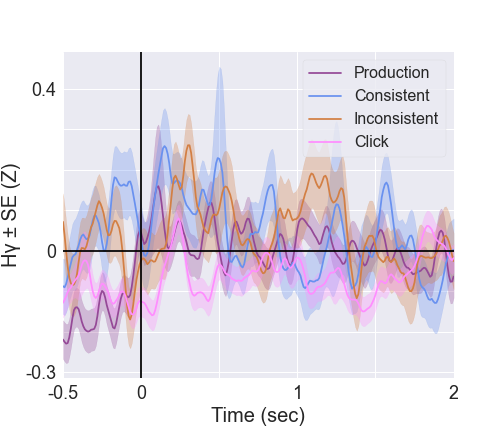 Production
Consistent
Inconsistent
Click
0.4
0
-0.3
-0.5
0
1
2
Hγ ± SE (Z)
Time (sec)